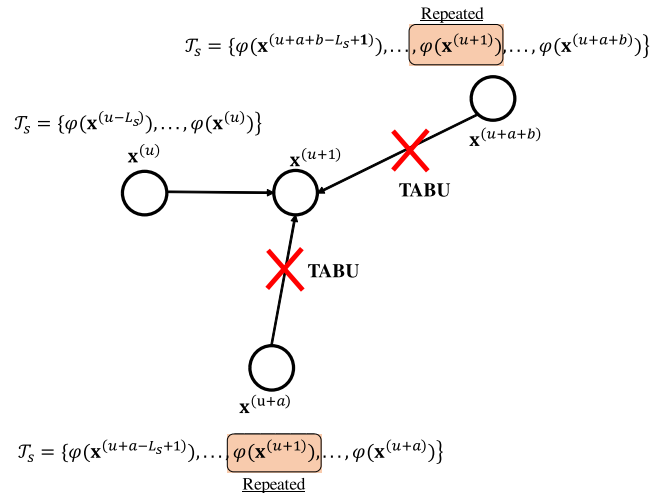 Repeated
𝒯ₛ = {φ(𝐱^(u+a+b−Lₛ+𝟏)),…,φ(𝐱^(u+1)),…,φ(𝐱^(u+a+b))}
𝒯ₛ = {φ(𝐱^(u−Lₛ)),…,φ(𝐱^(u))}
𝐱^(u)
𝐱^(u+1)
𝐱^(u+a+b)
TABU
TABU
𝐱^(u+a)
𝒯ₛ = {φ(𝐱^(u+a−Lₛ+1)),…,φ(𝐱^(u+1)),…,φ(𝐱^(u+a))}
Repeated